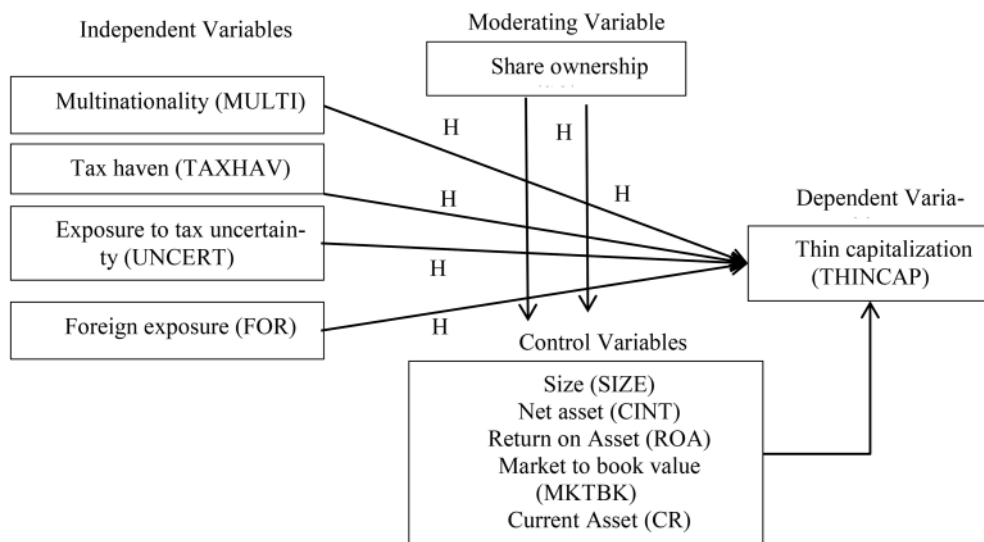 Independent Variables
Moderating Variable
Share ownership
Multinationality (MULTI)
H
H
Tax haven (TAXHAV)
H
H
Dependent Varia-
Exposure to tax uncertain-
ty (UNCERT)
H
Thin capitalization
(THINCAP)
Foreign exposure (FOR)
H
Control Variables
Size (SIZE)
Net asset (CINT)
Return on Asset (ROA)
Market to book value
(MKTBK)
Current Asset (CR)